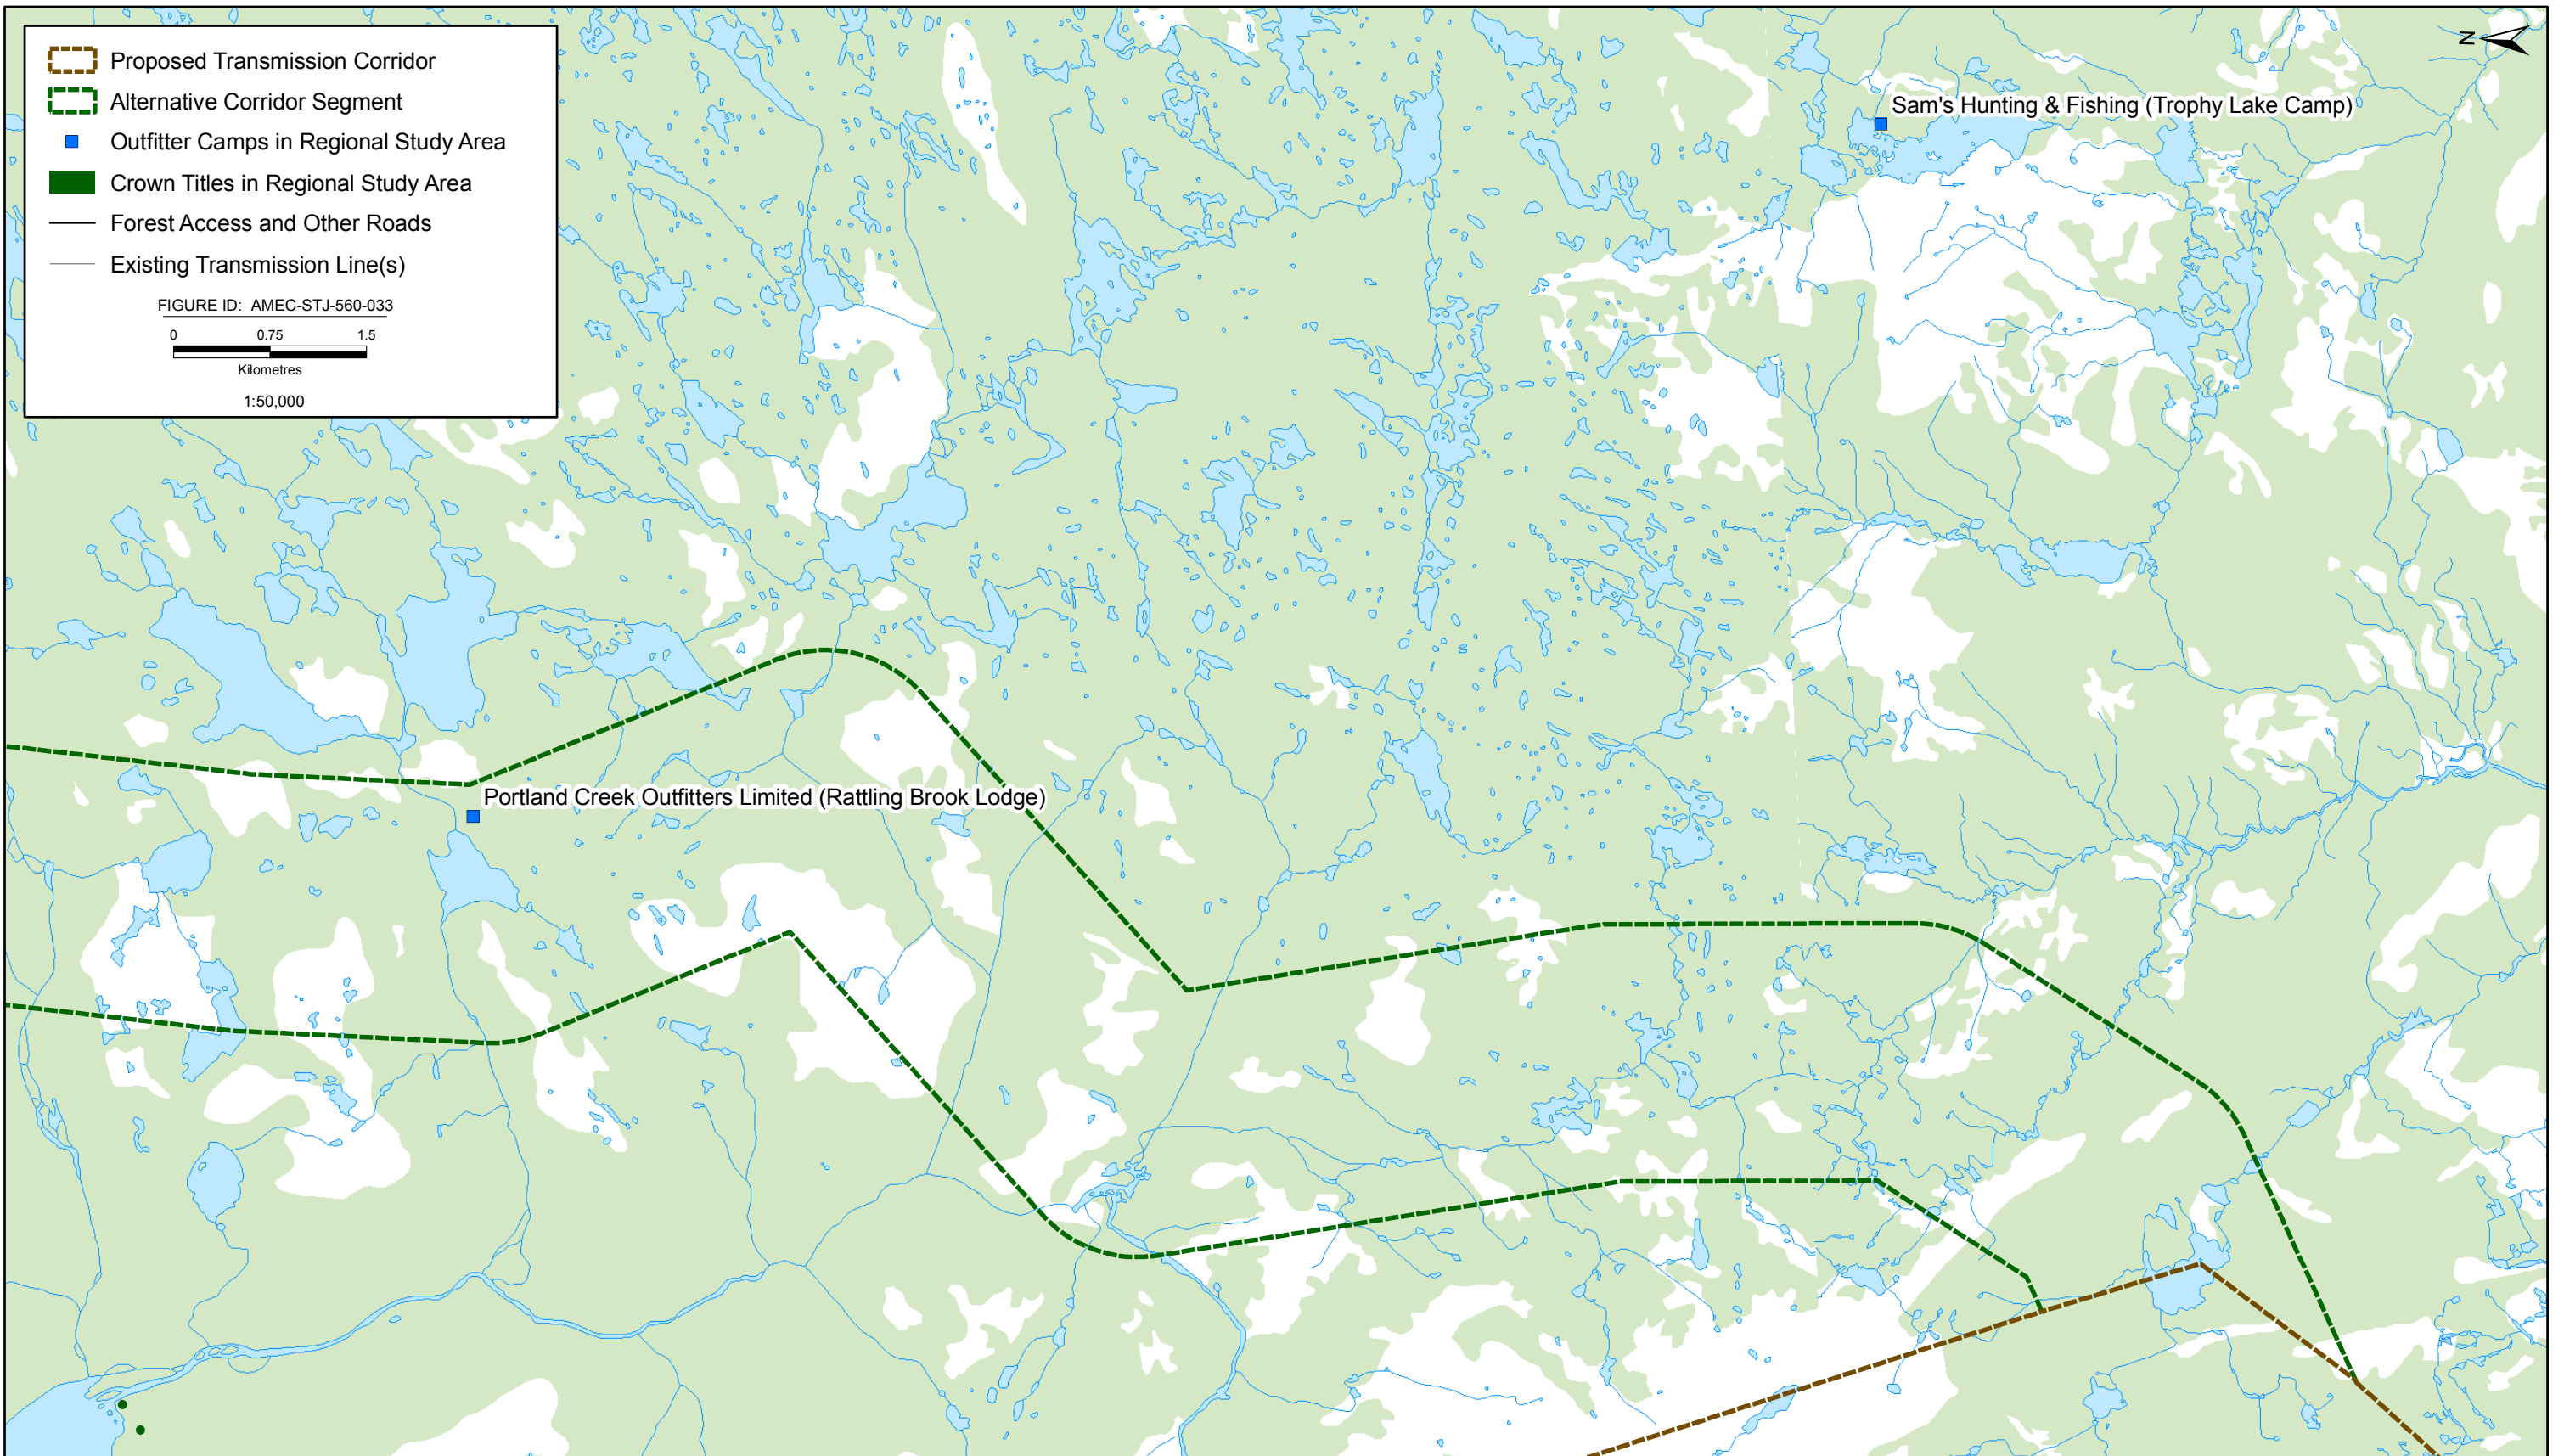 Proposed Transmission Corridor
Alternative Corridor Segment
Outfitter Camps in Regional Study Area
Crown Titles in Regional Study Area
Forest Access and Other Roads
Existing Transmission Line(s)
FIGURE ID: AMEC-STJ-560-033
0 0.75 1.5
Kilometres
1:50,000
N
Sam's Hunting & Fishing (Trophy Lake Camp)
Portland Creek Outfitters Limited (Rattling Brook Lodge)